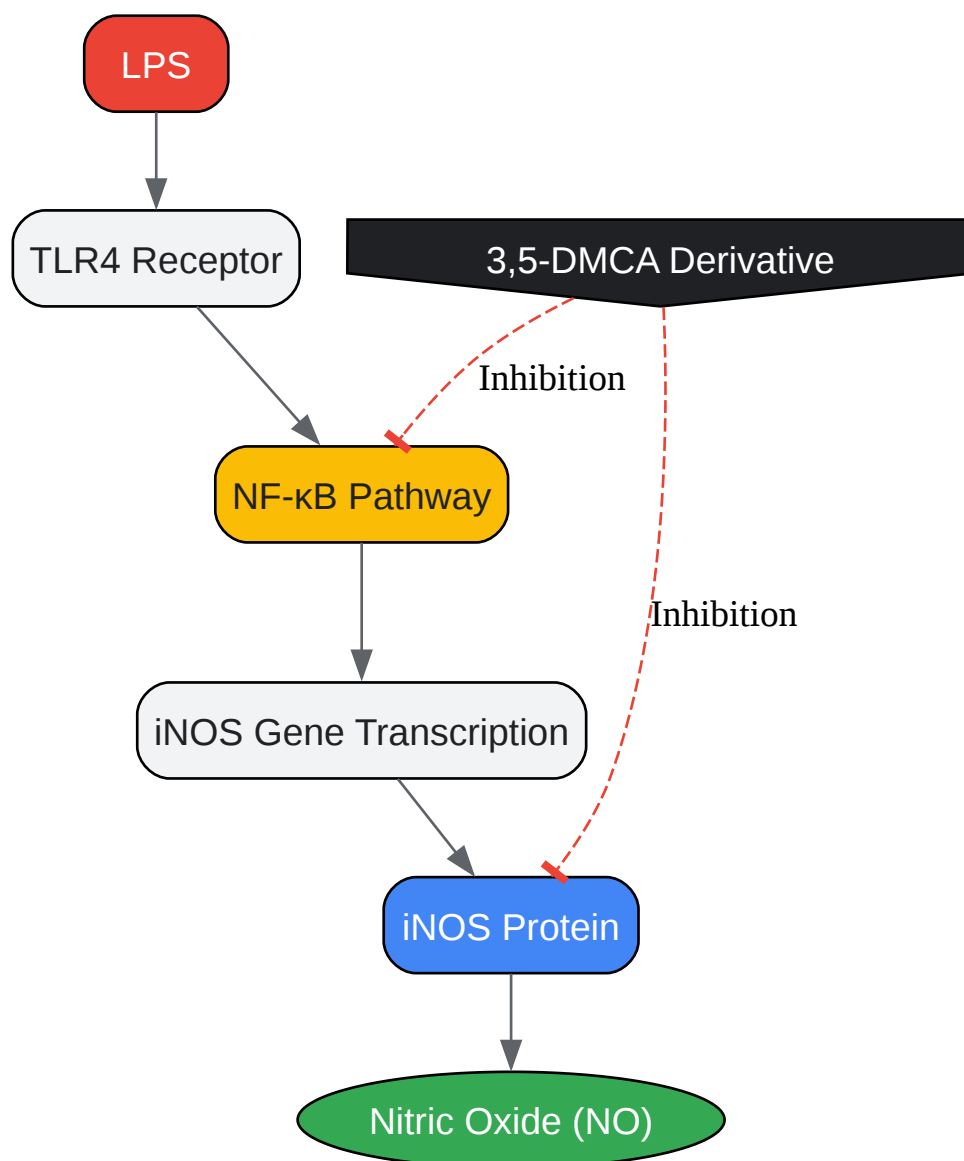 LPS
TLR4 Receptor
3,5-DMCA Derivative
Inhibition
NF-κB Pathway
Inhibition
iNOS Gene Transcription
iNOS Protein
Nitric Oxide (NO)